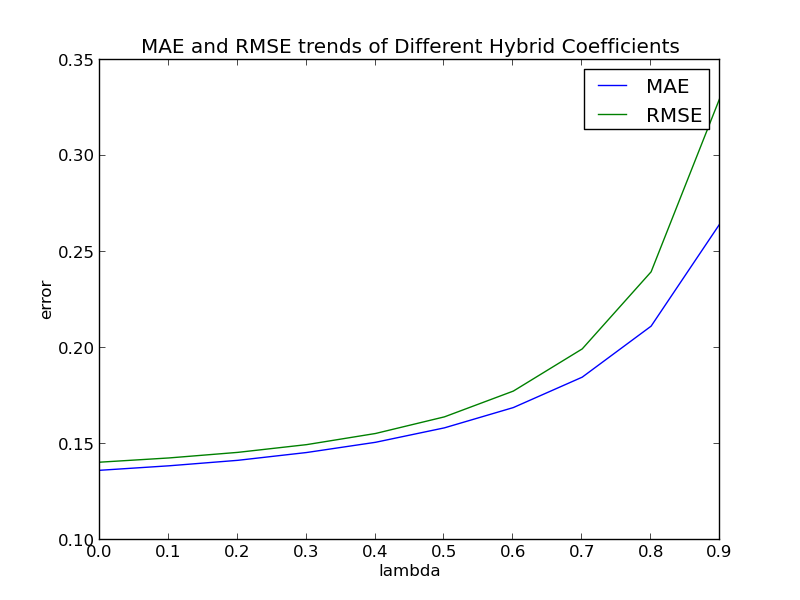 MAE and RMSE trends of Different Hybrid Coefficients
0.35
MAE
RMSE
0.30
0.25
error
0.20
0.15
0.10
0.0 0.1 0.2 0.3 0.4 0.5 0.6 0.7 0.8 0.9
lambda